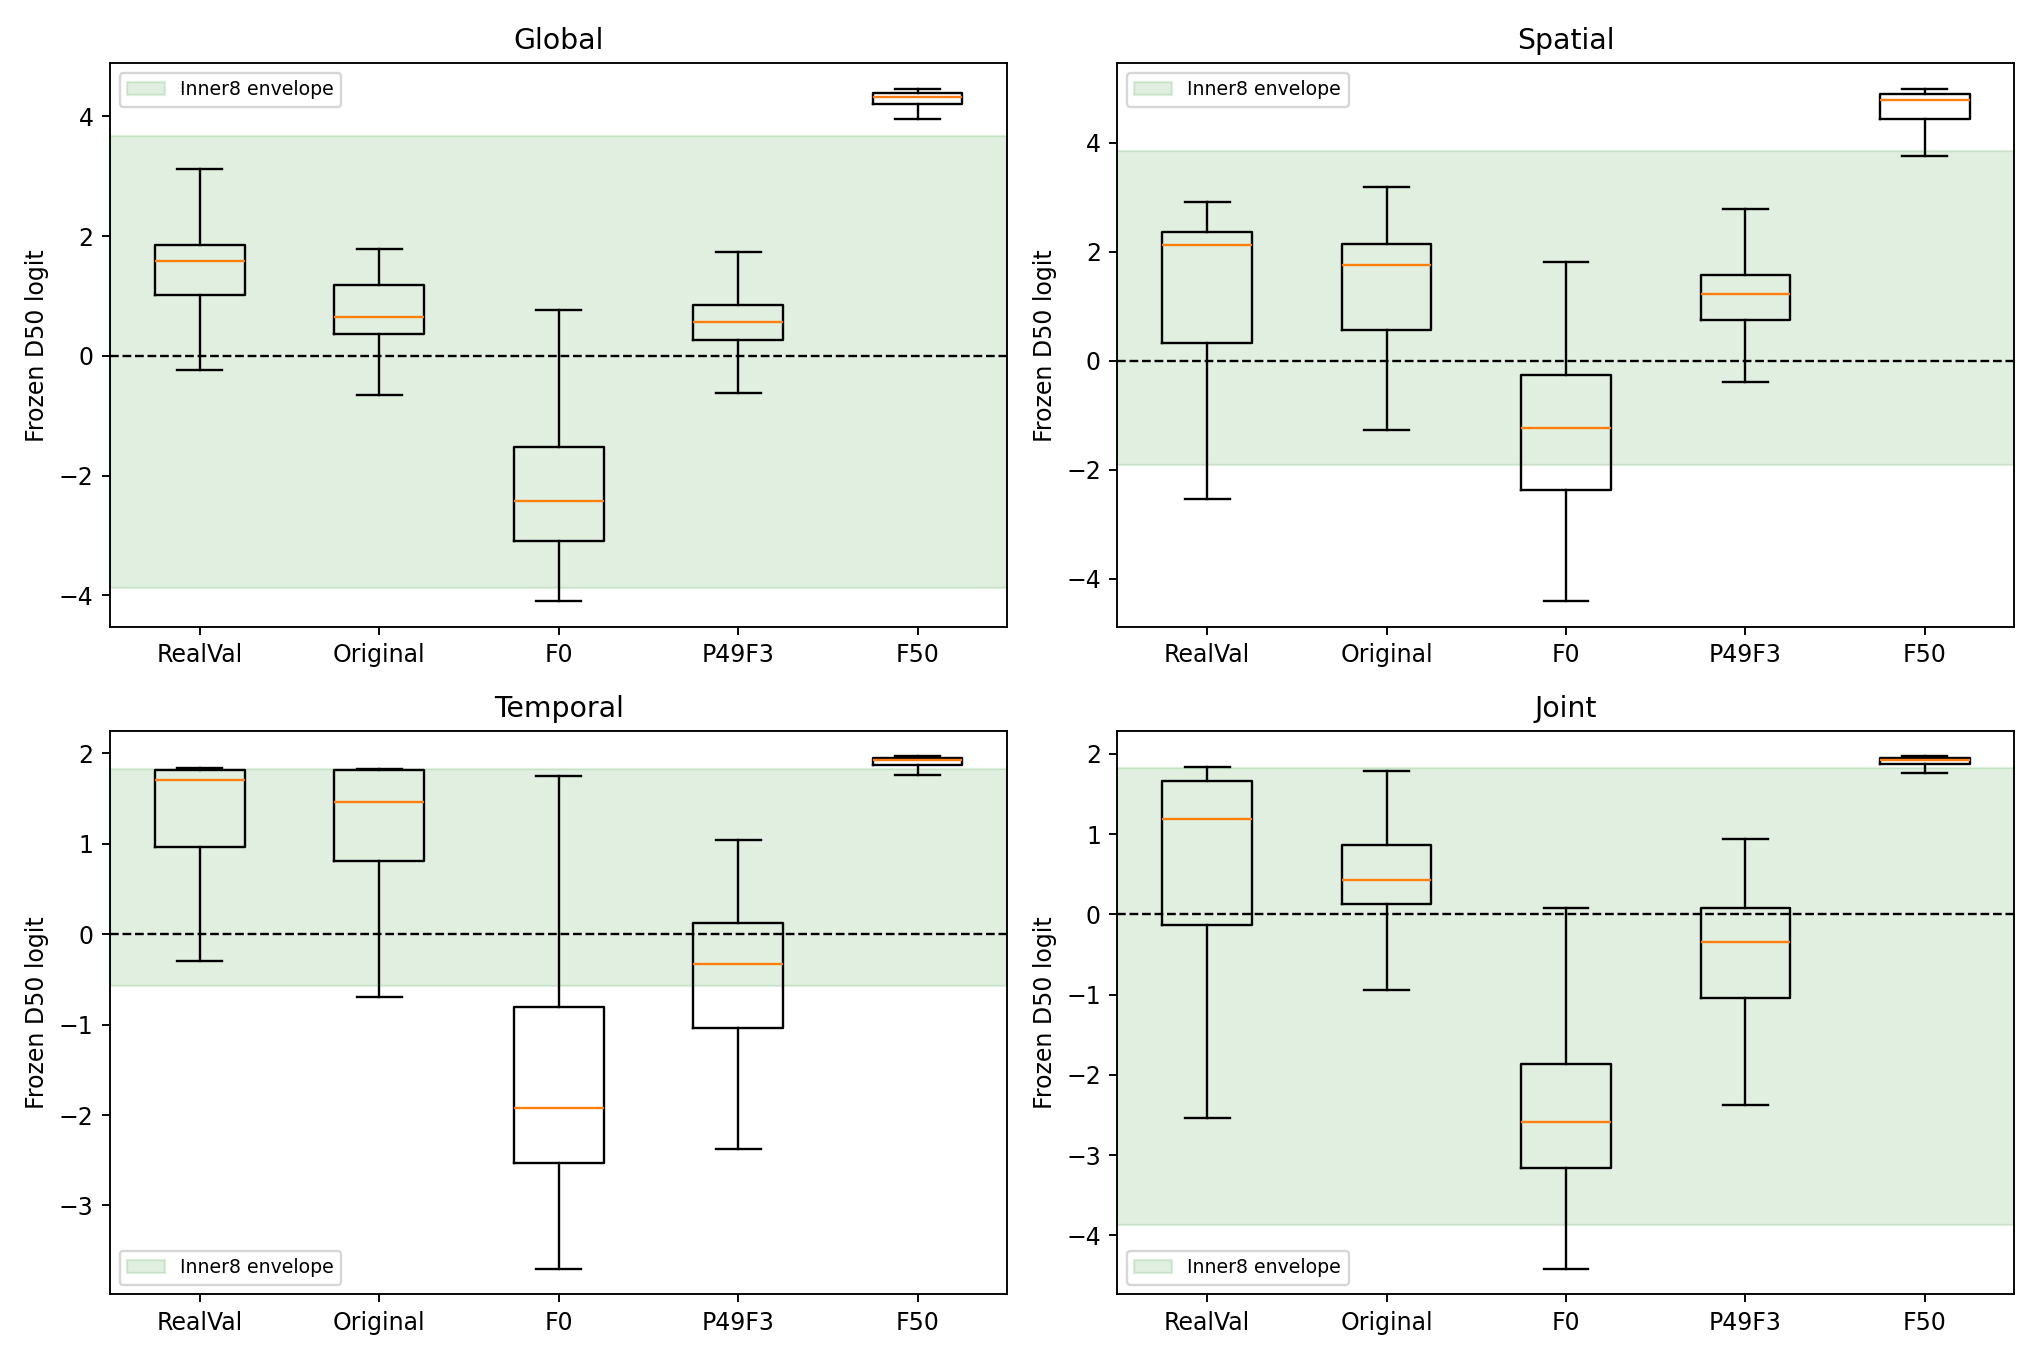 Global
Inner8 envelope
Frozen D50 logit
4
2
0
−2
−4
RealVal Original F0 P49F3 F50
Spatial
Inner8 envelope
Frozen D50 logit
4
2
0
−2
−4
RealVal Original F0 P49F3 F50
Temporal
Frozen D50 logit
2
1
0
−1
−2
−3
Inner8 envelope
RealVal Original F0 P49F3 F50
Joint
Frozen D50 logit
2
1
0
−1
−2
−3
−4
Inner8 envelope
RealVal Original F0 P49F3 F50